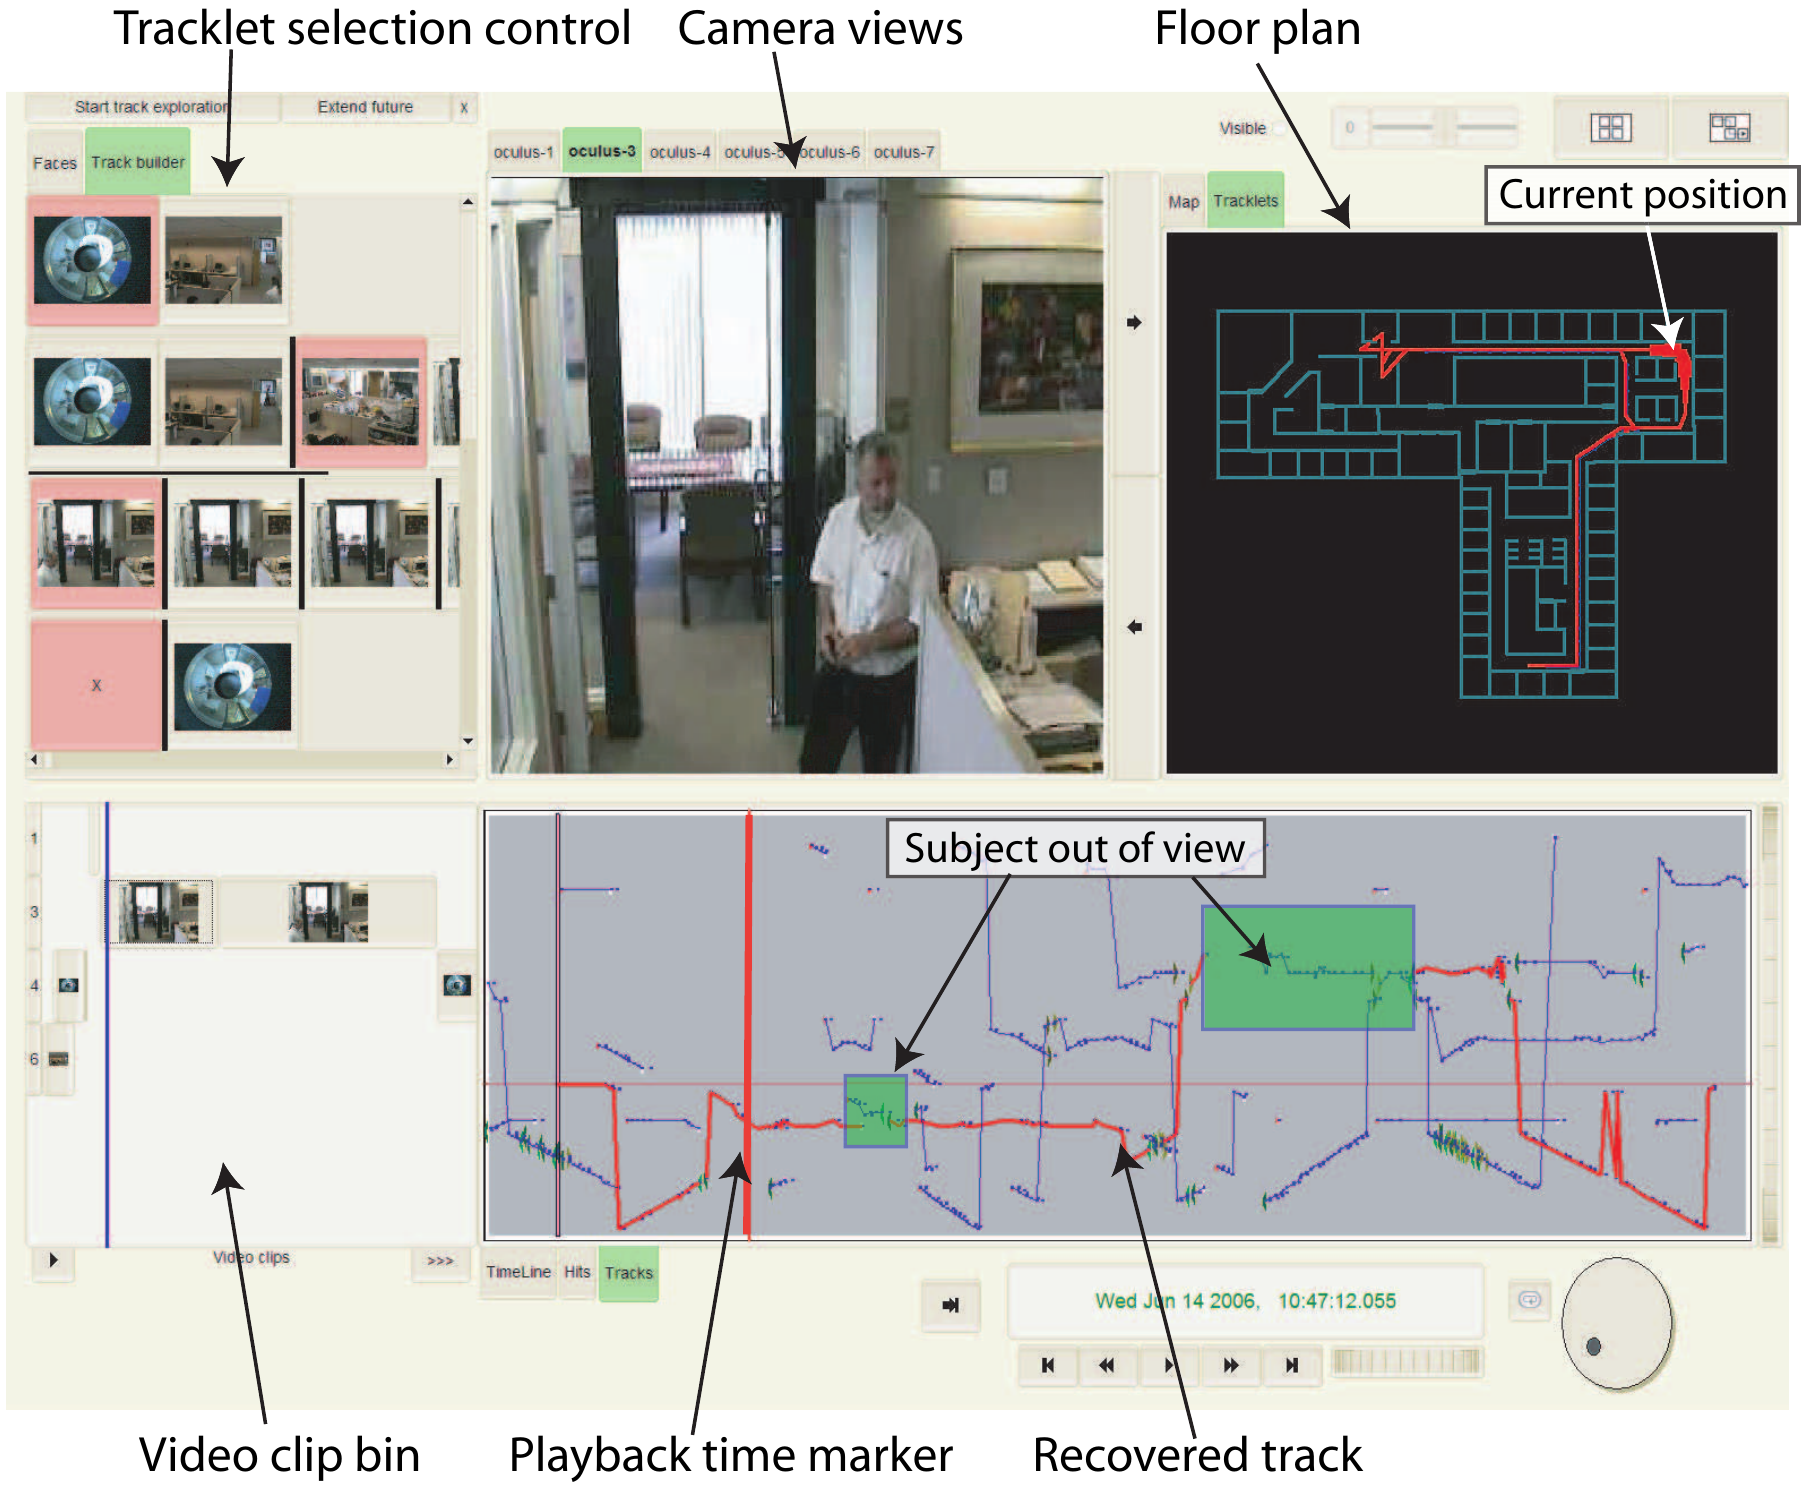 Tracklet selection control
Camera views
Floor plan
Start track exploration
Extend future
x
Faces
Track builder
oculus-1
oculus-3
oculus-4
oculus-5
oculus-6
oculus-7
Visible
0
Map
Tracklets
Current position
X
1
3
4
6
Video clips
>>>
Subject out of view
TimeLine
Hits
Tracks
Wed Jun 14 2006, 10:47:12.055
Video clip bin
Playback time marker
Recovered track